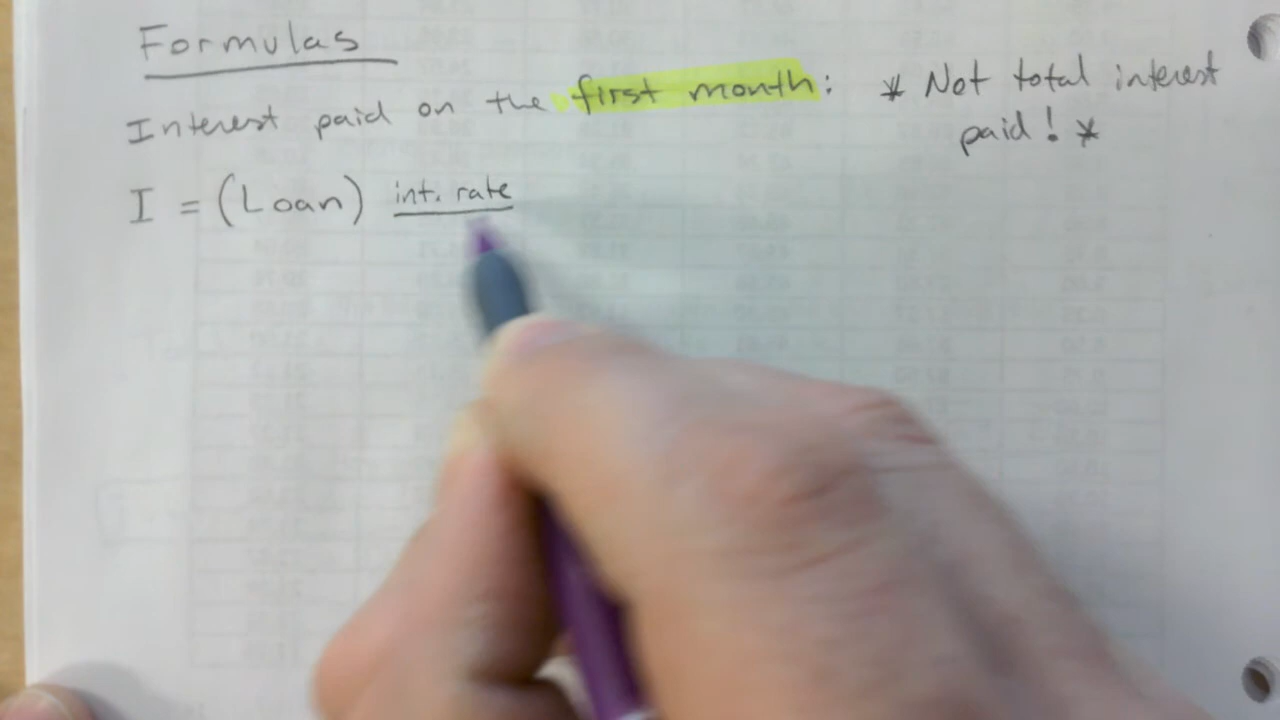 Formulas
Interest paid on the first month: * Not total interest
paid! *
I = (Loan) int. rate